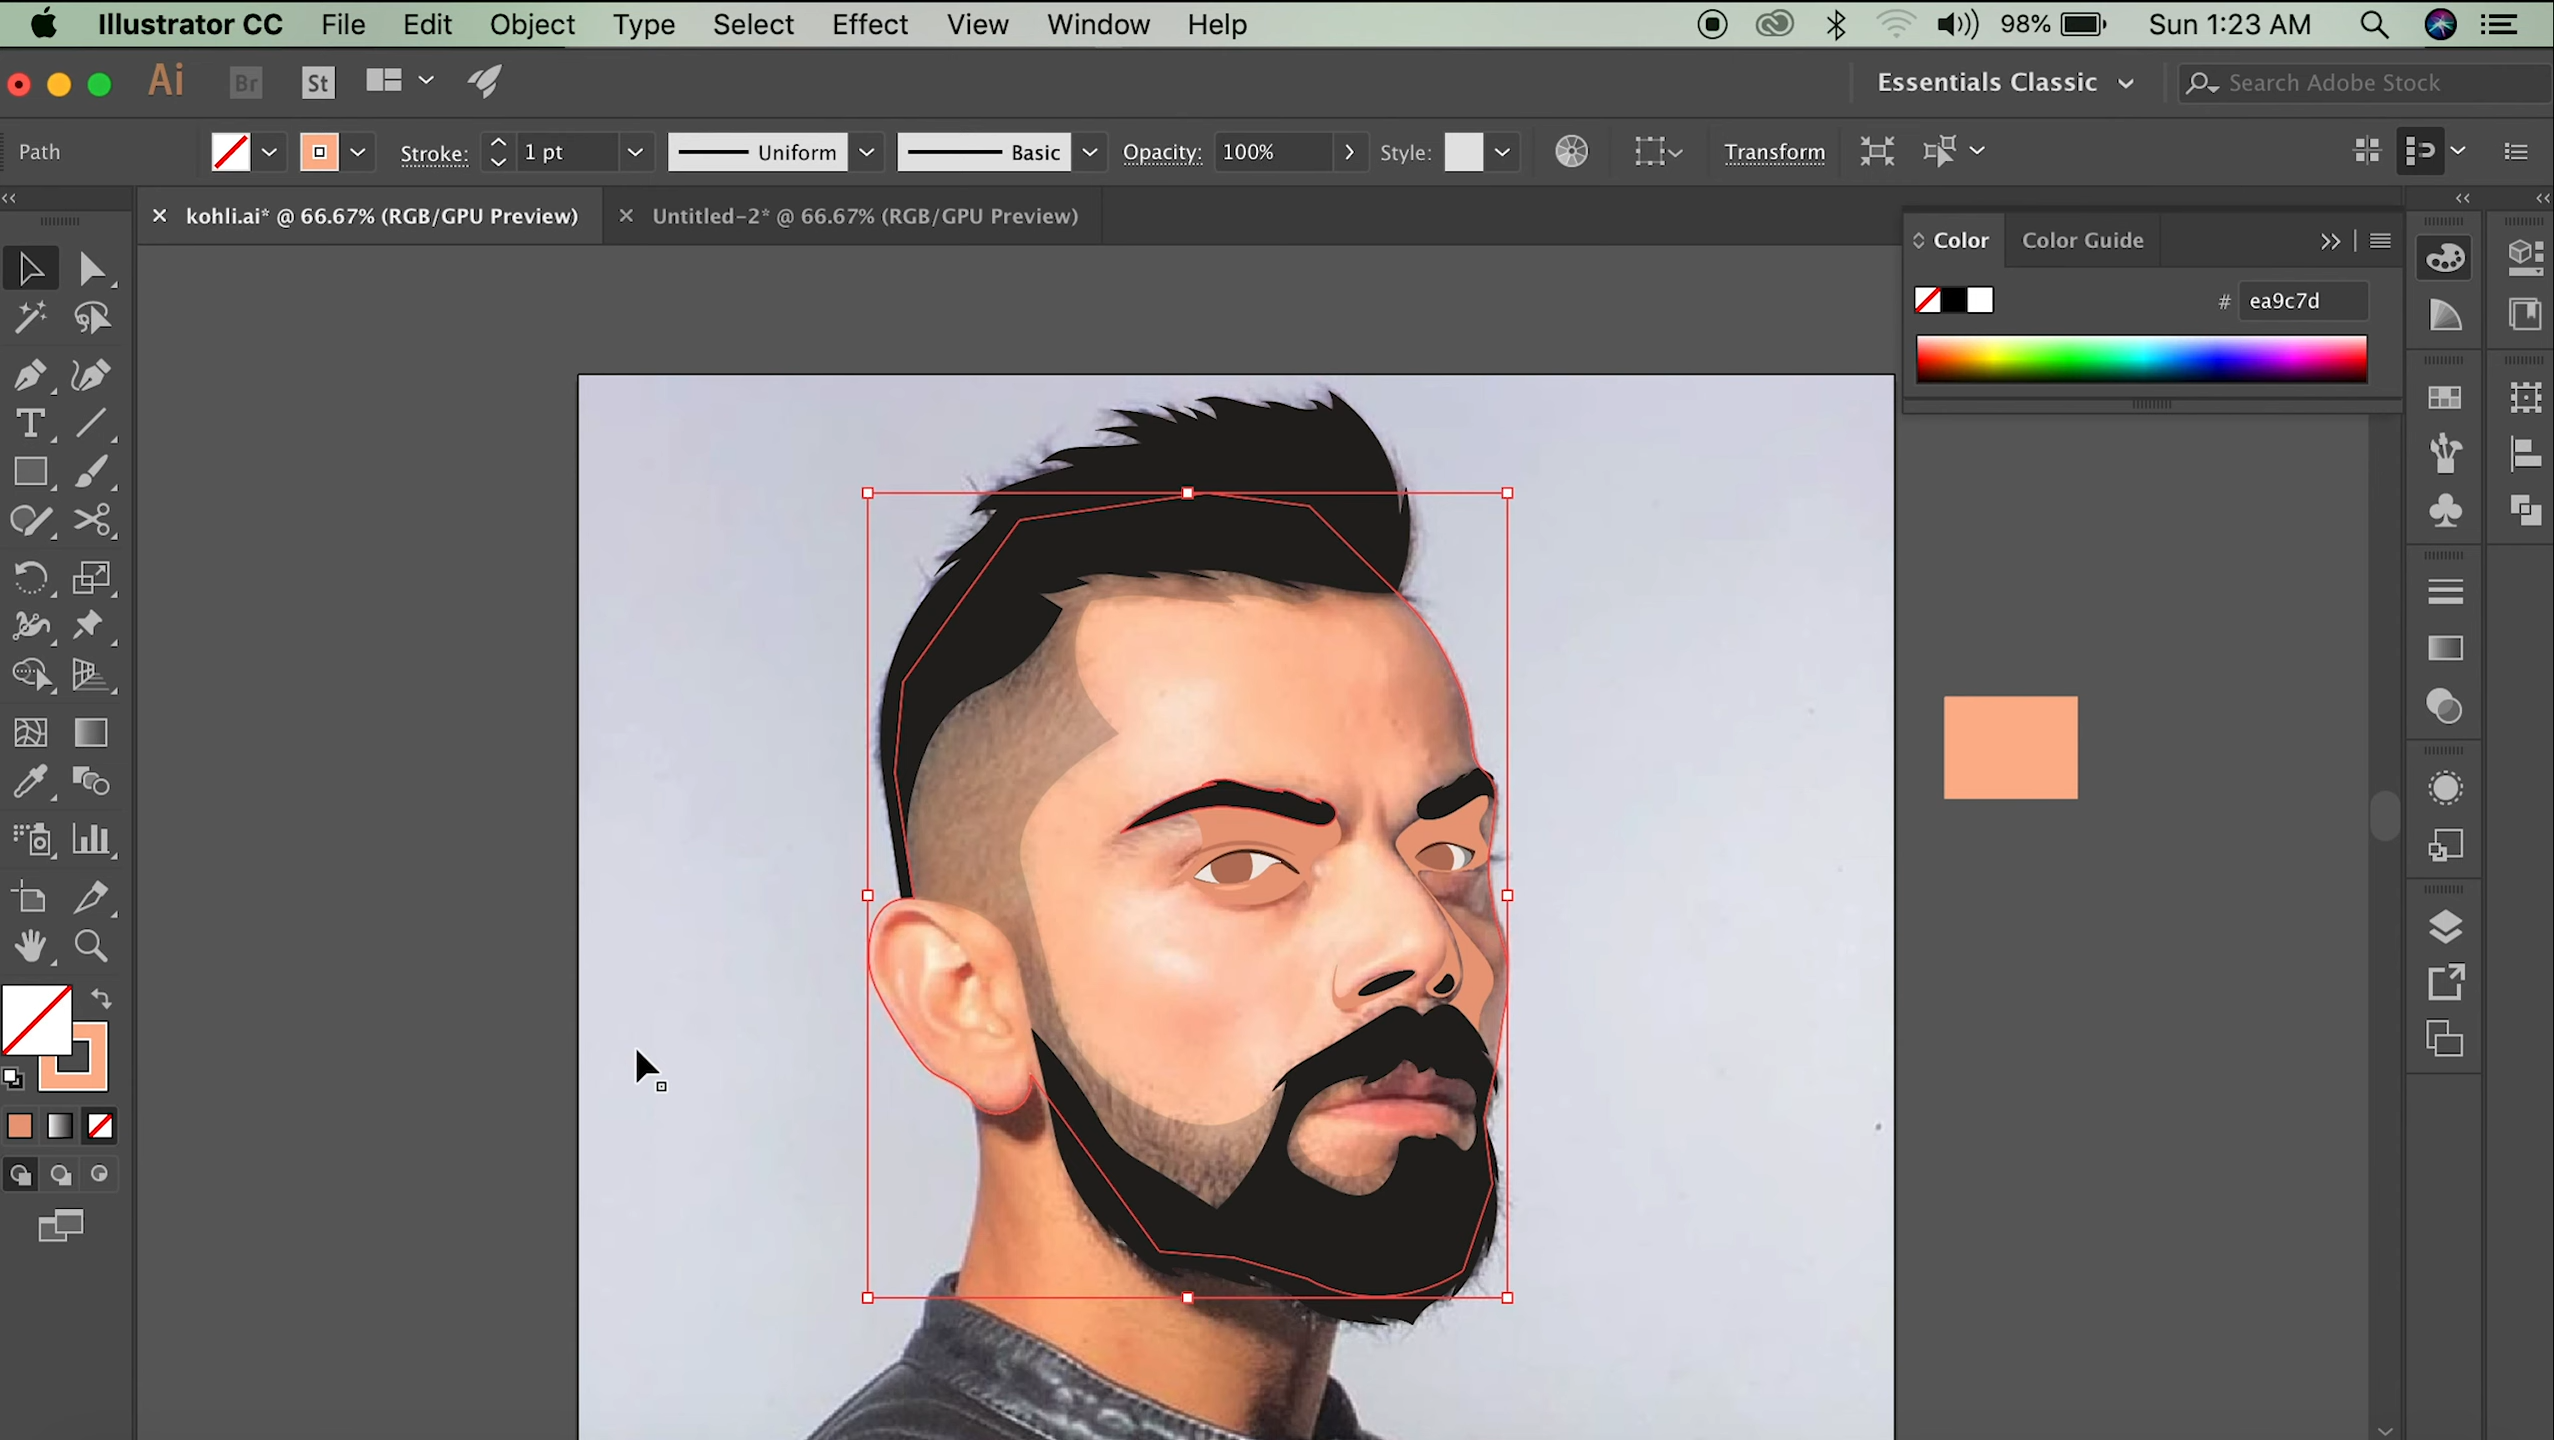 Illustrator CC File Edit Object Type Select Effect View Window Help 98% Sun 1:23 AM
Ai Br St Essentials Classic Search Adobe Stock
Path Stroke: 1 pt Uniform Basic Opacity: 100% Style: Transform
kohli.ai* @ 66.67% (RGB/GPU Preview) Untitled-2* @ 66.67% (RGB/GPU Preview)
Color Color Guide
# ea9c7d